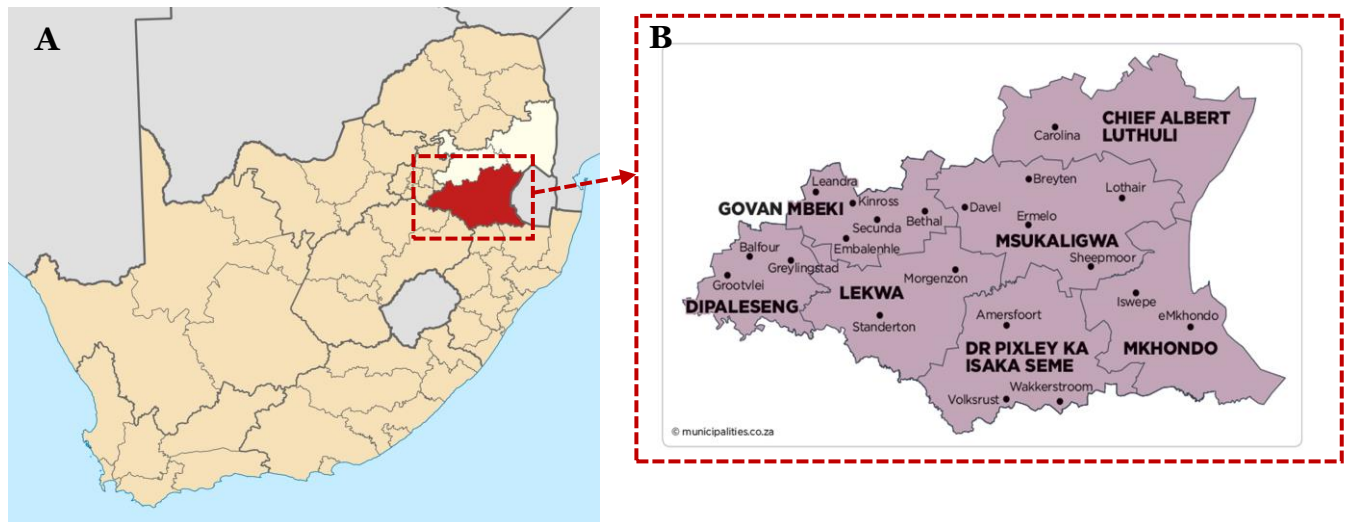 A
B
CHIEF ALBERT
LUTHULI
Carolina
Breyten
Lothair
Leandra
Kinross
GOVAN MBEKI
Secunda
Bethal
Davel
Ermelo
Embalenhle
MSUKALIGWA
Balfour
Greylingstad
Sheepmoor
Morgenzon
Grootvlei
LEKWA
DIPALESENG
Iswepe
Standerton
Amersfoort
eMkhondo
DR PIXLEY KA
ISAKA SEME
MKHONDO
Wakkerstroom
Volksrust
© municipalities.co.za